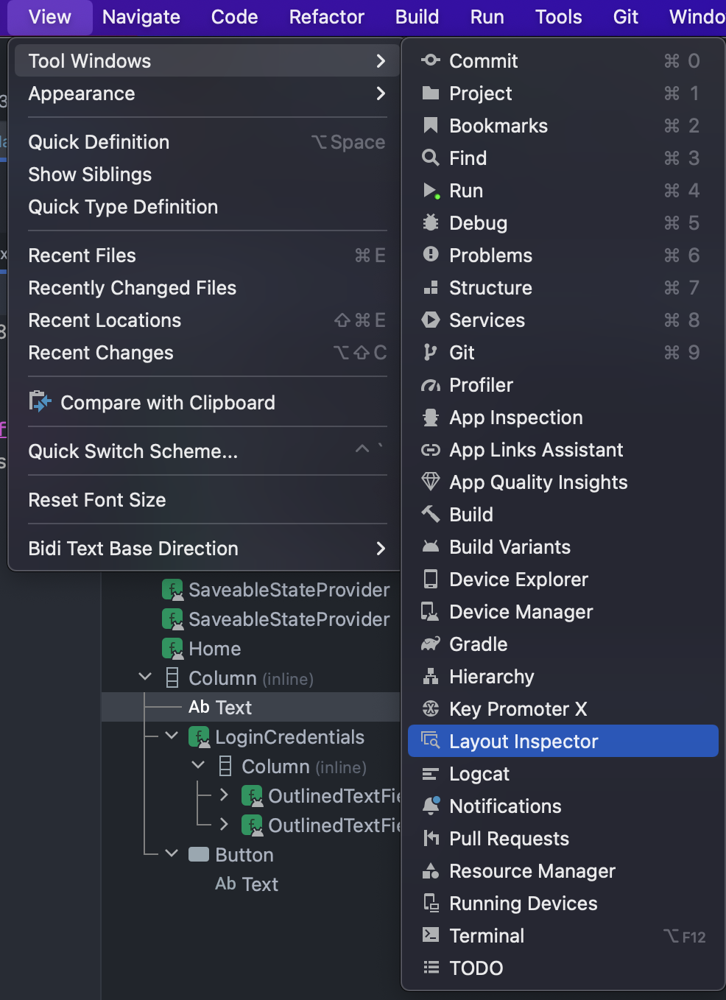 View Navigate Code Refactor Build Run Tools Git Windo
Tool Windows
Appearance
Quick Definition ⌥Space
Show Siblings
Quick Type Definition
Recent Files ⌘E
Recently Changed Files
Recent Locations ⇧⌘E
Recent Changes ⌥⇧C
Compare with Clipboard
Quick Switch Scheme... ^`
Reset Font Size
Bidi Text Base Direction
Commit ⌘ 0
Project ⌘ 1
Bookmarks ⌘ 2
Find ⌘ 3
Run ⌘ 4
Debug ⌘ 5
Problems ⌘ 6
Structure ⌘ 7
Services ⌘ 8
Git ⌘ 9
Profiler
App Inspection
App Links Assistant
App Quality Insights
Build
Build Variants
Device Explorer
Device Manager
Gradle
Hierarchy
Key Promoter X
Layout Inspector
Logcat
Notifications
Pull Requests
Resource Manager
Running Devices
Terminal ⌥F12
TODO
SaveableStateProvider
SaveableStateProvider
Home
Column (inline)
Ab Text
LoginCredentials
Column (inline)
OutlinedTextFie
OutlinedTextFie
Button
Ab Text